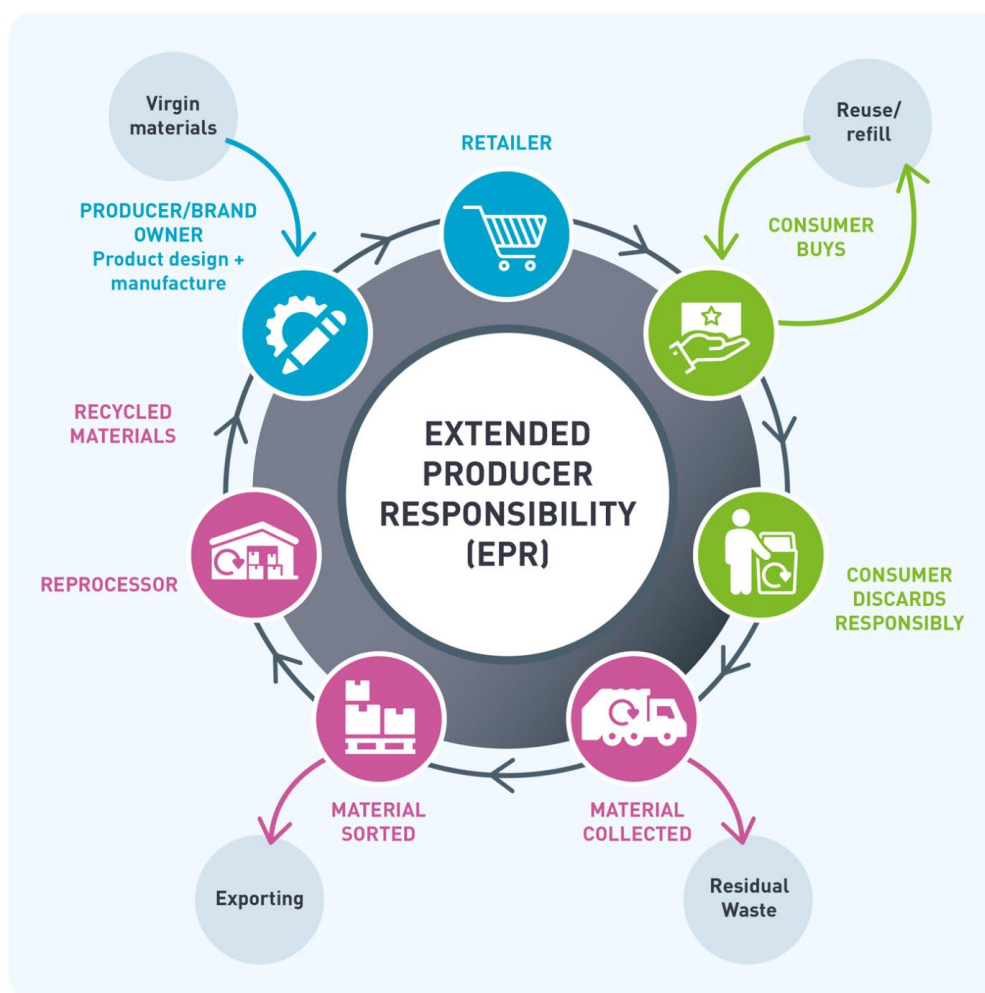 Virgin
materials
Reuse/
refill
RETAILER
PRODUCER/BRAND
OWNER
Product design +
manufacture
CONSUMER
BUYS
EXTENDED
PRODUCER
RESPONSIBILITY
(EPR)
RECYCLED
MATERIALS
REPROCESSOR
CONSUMER
DISCARDS
RESPONSIBLY
MATERIAL
SORTED
MATERIAL
COLLECTED
Exporting
Residual
Waste